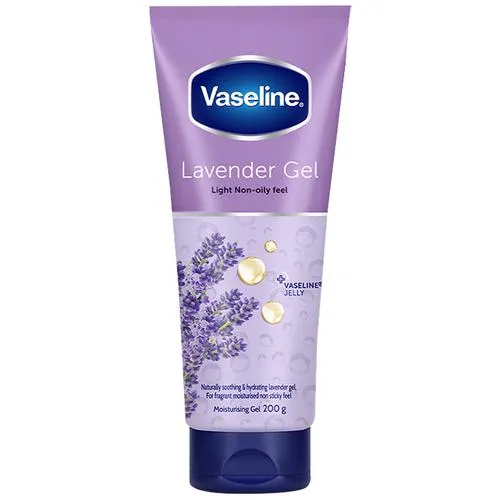 Vaseline®
Lavender Gel
Light Non-oily feel
+ VASELINE®
JELLY
Naturally soothing & hydrating lavender gel,
For fragrant moisturised non sticky feel
Moisturising Gel 200 g